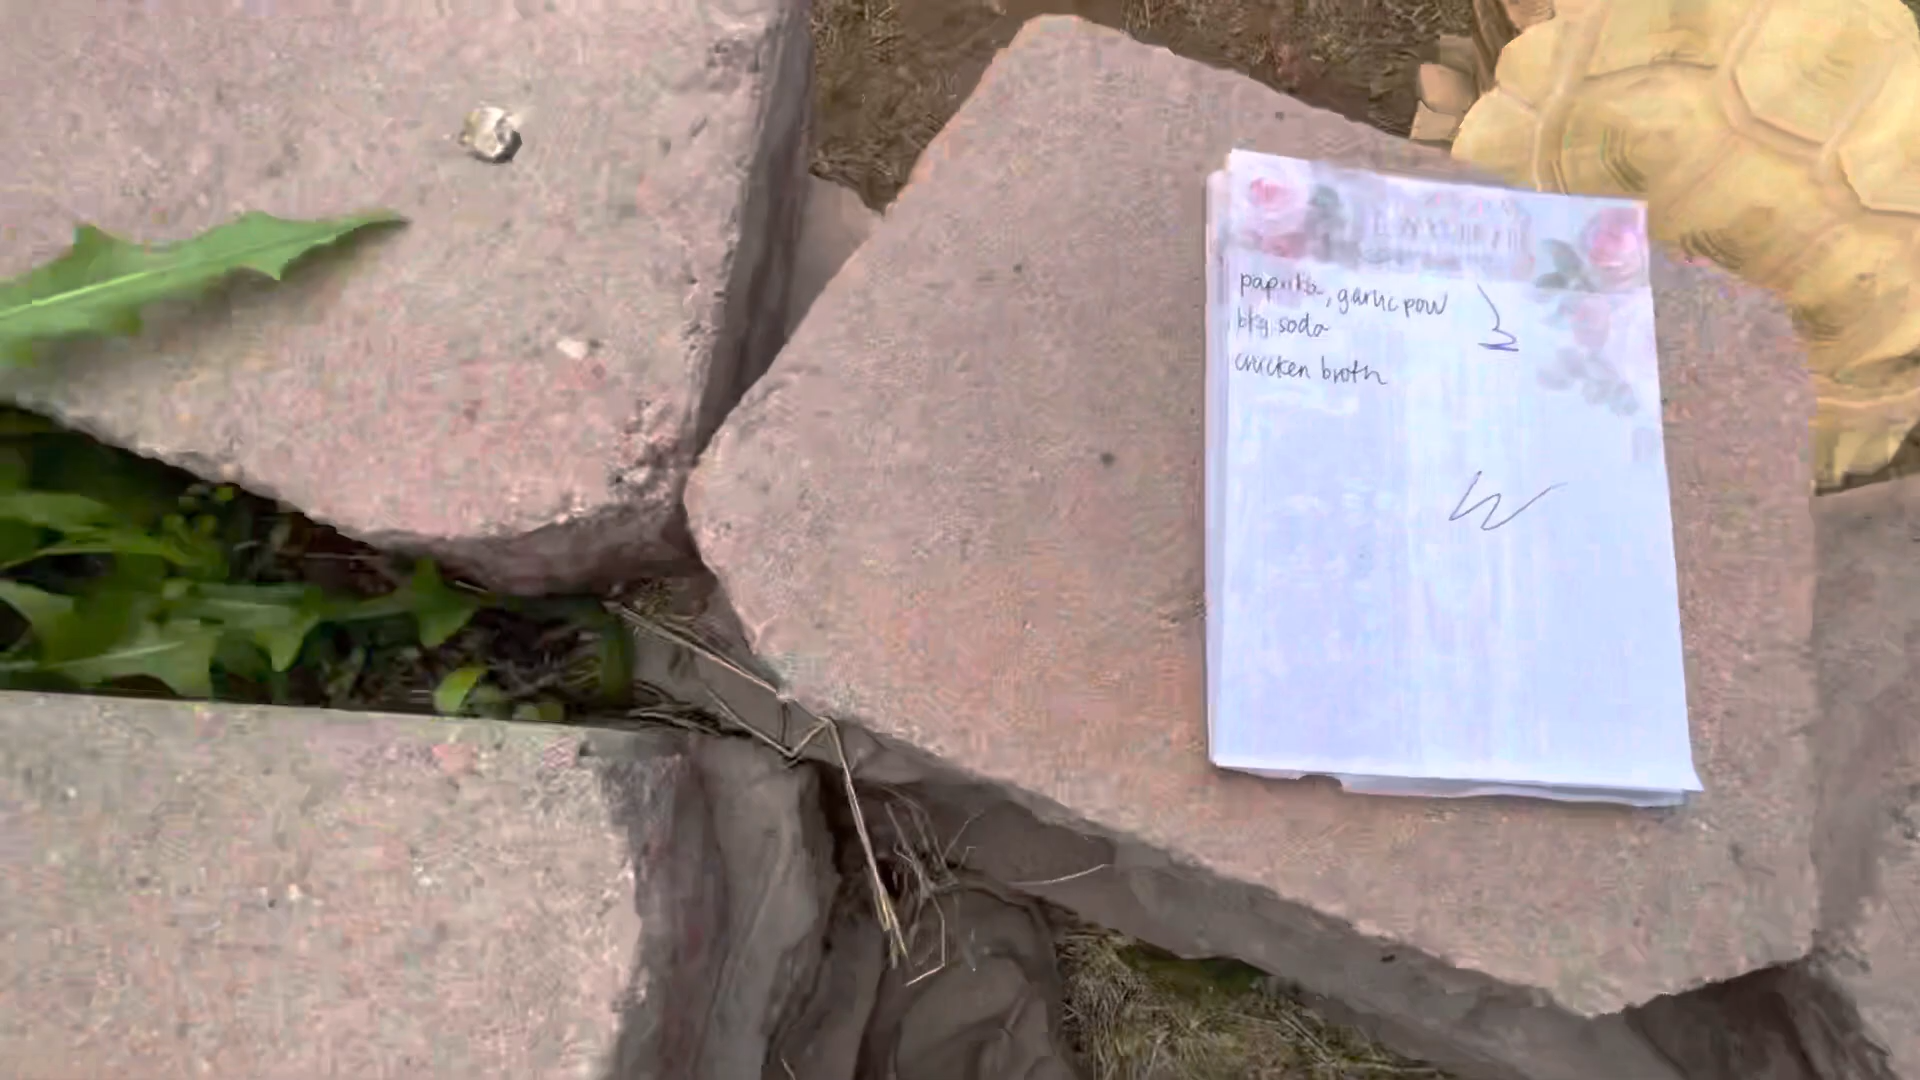 paprika, garlic pow
bkg soda
chicken broth